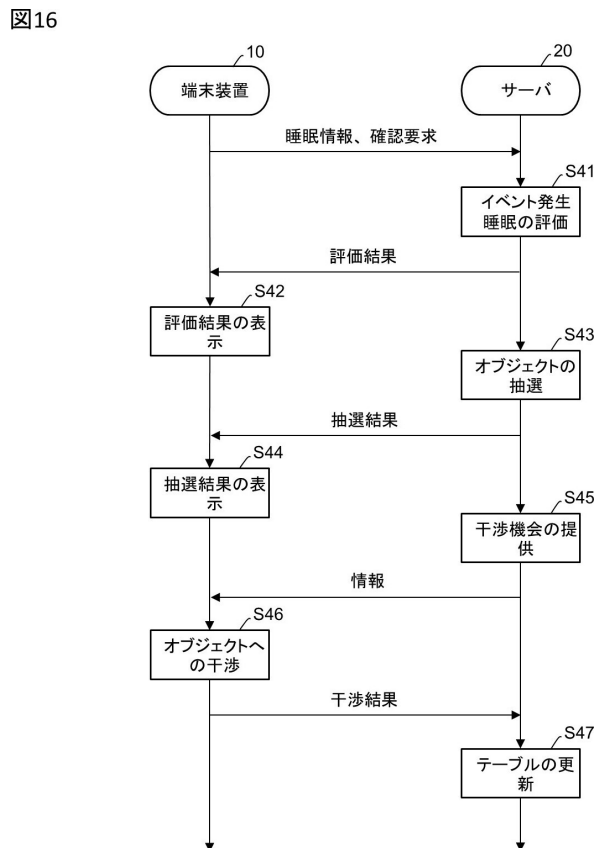 図16
10
端末装置
20
サーバ
睡眠情報、確認要求
S41
イベント発生
睡眠の評価
評価結果
S42
評価結果の表
示
S43
オブジェクトの
抽選
抽選結果
S44
抽選結果の表
示
S45
干渉機会の提
供
情報
S46
オブジェクトへ
の干渉
干渉結果
S47
テーブルの更
新